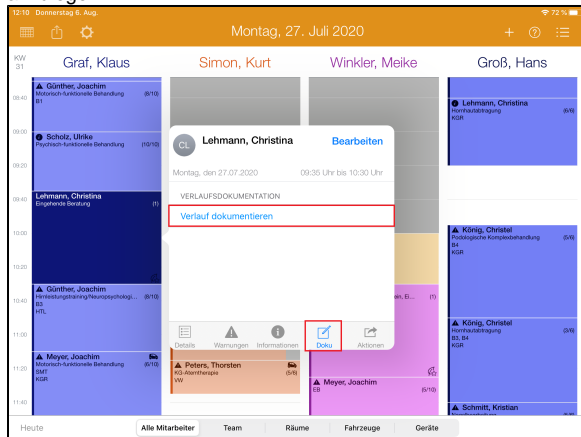 12:10 Donnerstag 6. Aug.
72 %
Montag, 27. Juli 2020
KW
31
Graf, Klaus
Simon, Kurt
Winkler, Meike
Groß, Hans
08:40
09:00
09:20
09:40
10:00
10:20
10:40
11:00
11:20
11:40
Günther, Joachim
Motorisch-funktionelle Behandlung (8/10)
B1
Scholz, Ulrike
Psychisch-funktionelle Behandlung (10/10)
Lehmann, Christina
Eingehende Beratung (1)
Günther, Joachim
Hirnleistungstraining/Neuropsychologi... (8/10)
B3
HTL
Meyer, Joachim
Motorisch-funktionelle Behandlung (6/10)
SMT
KGR
CL
Lehmann, Christina
Bearbeiten
Montag, den 27.07.2020
09:35 Uhr bis 10:30 Uhr
VERLAUFSDOKUMENTATION
Verlauf dokumentieren
Details
Warnungen
Informationen
Doku
Aktionen
Peters, Thorsten
KG-Atemtherapie (5/6)
VW
(1)
Meyer, Joachim
EB (6/10)
Lehmann, Christina
Hornhautabtragung (6/6)
KGR
König, Christel
Podologische Komplexbehandlung (5/6)
B4
KGR
König, Christel
Hornhautabtragung (3/6)
B3, B4
KGR
Schmitt, Kristian
Heute
Alle Mitarbeiter
Team
Räume
Fahrzeuge
Geräte